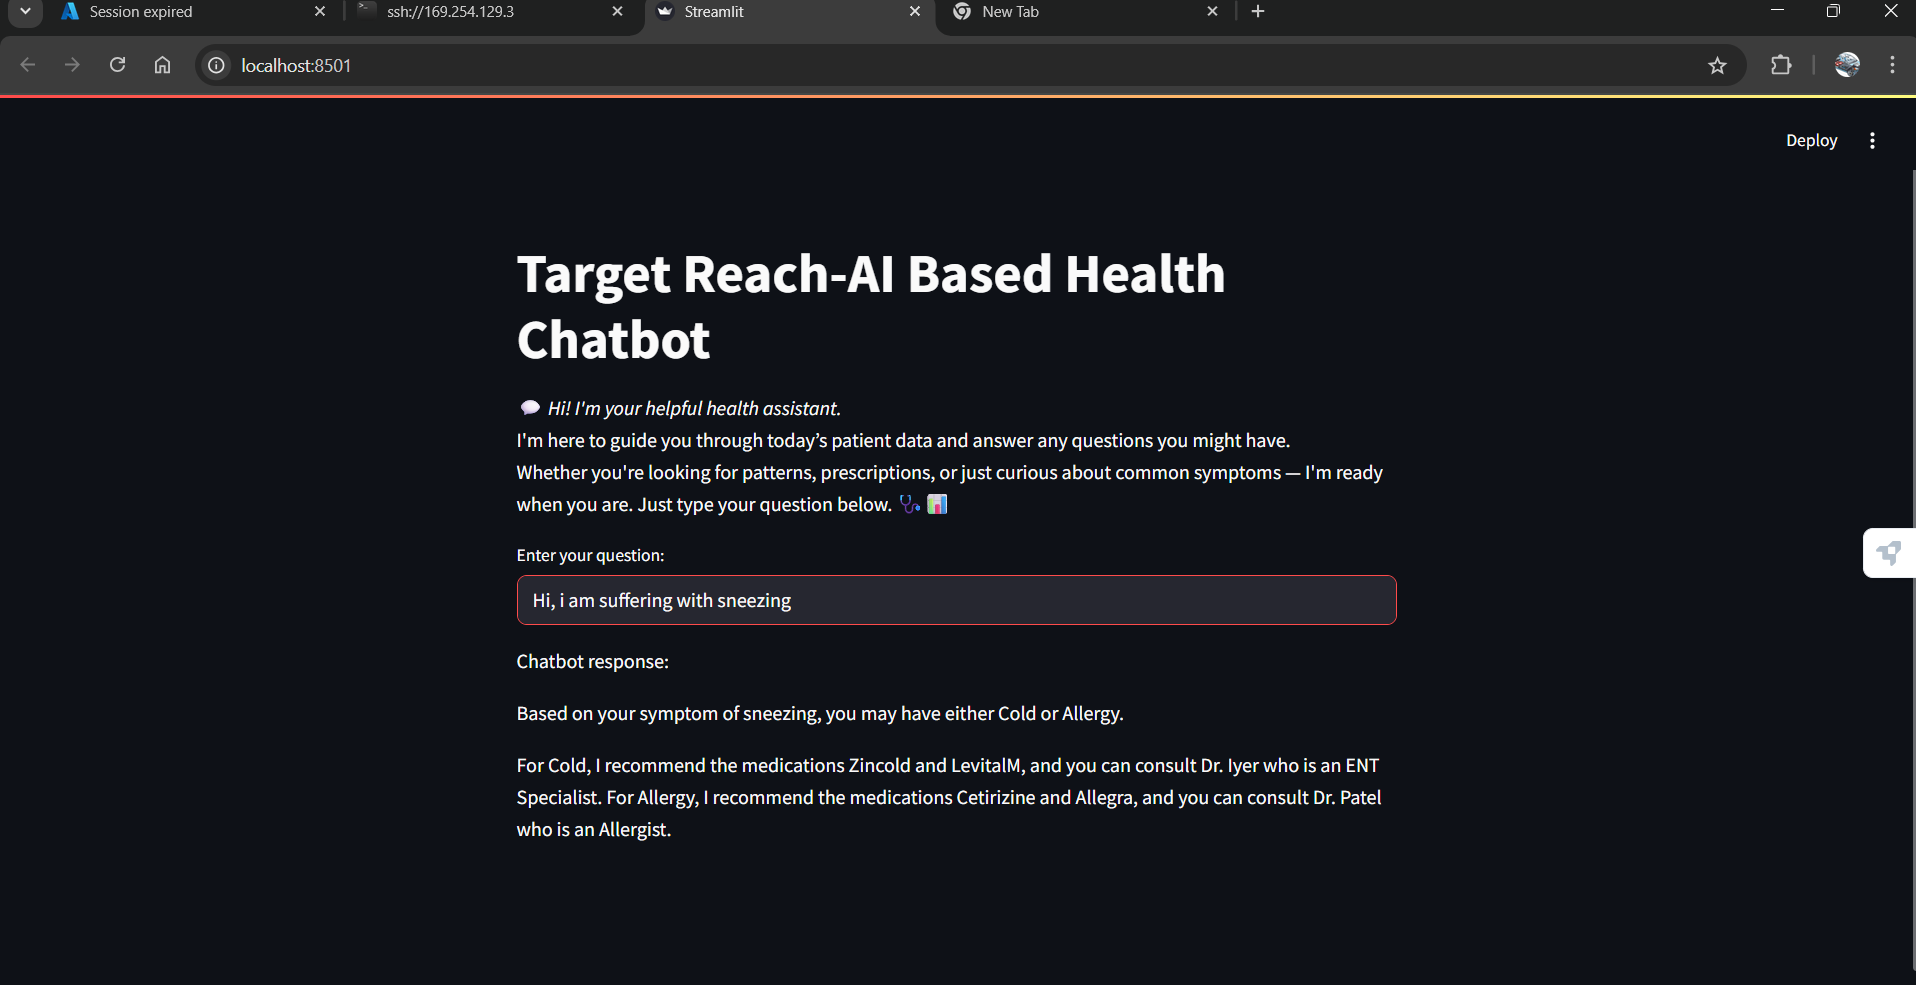 Session expired
ssh://169.254.129.3
Streamlit
New Tab
localhost:8501
Deploy
Target Reach-AI Based Health
Chatbot
Hi! I'm your helpful health assistant.
I'm here to guide you through today’s patient data and answer any questions you might have.
Whether you're looking for patterns, prescriptions, or just curious about common symptoms — I'm ready
when you are. Just type your question below.
Enter your question:
Hi, i am suffering with sneezing
Chatbot response:
Based on your symptom of sneezing, you may have either Cold or Allergy.
For Cold, I recommend the medications Zincold and LevitalM, and you can consult Dr. Iyer who is an ENT
Specialist. For Allergy, I recommend the medications Cetirizine and Allegra, and you can consult Dr. Patel
who is an Allergist.